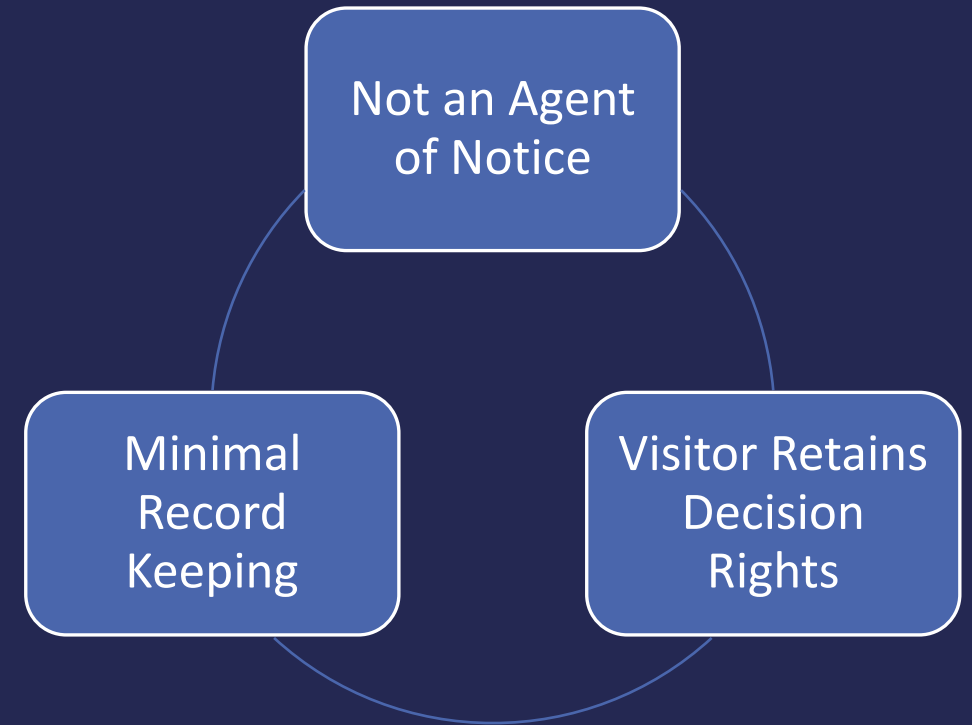 Not an Agent
of Notice
Minimal
Record
Keeping
Visitor Retains
Decision
Rights